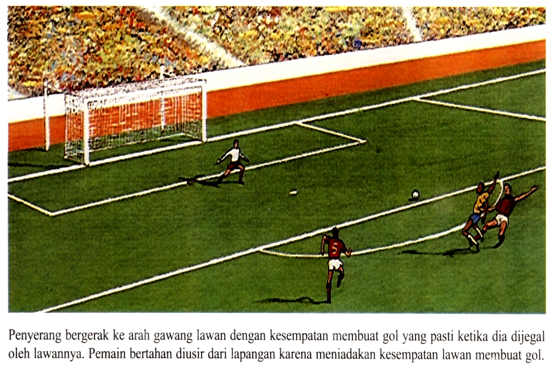 5
Penyerang bergerak ke arah gawang lawan dengan kesempatan membuat gol yang pasti ketika dia dijegal
oleh lawannya. Pemain bertahan diusir dari lapangan karena meniadakan kesempatan lawan membuat gol.